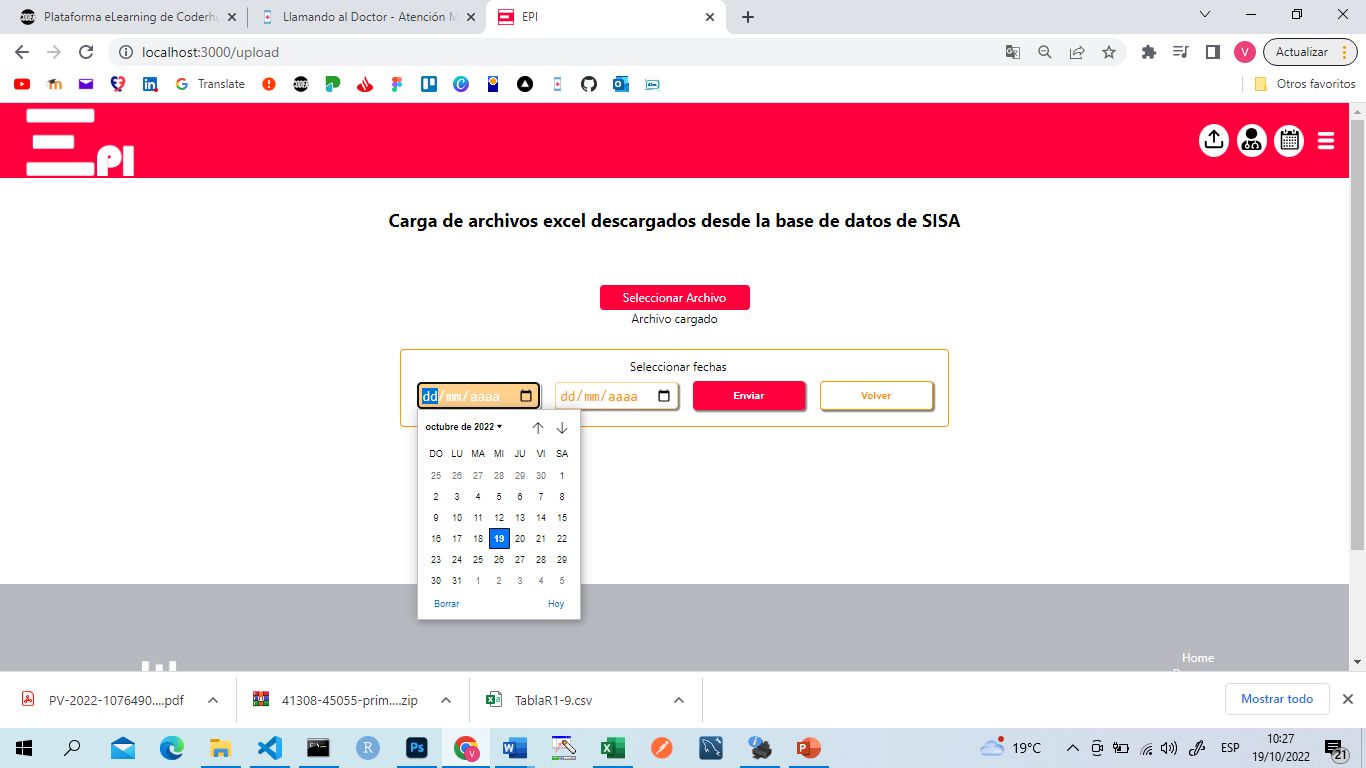 Plataforma eLearning de Coderh
Llamando al Doctor - Atención M
EPI
localhost:3000/upload
V
Actualizar
CODER
G Translate
Otros favoritos
EPI
Carga de archivos excel descargados desde la base de datos de SISA
Seleccionar Archivo
Archivo cargado
Seleccionar fechas
dd/mm/aaaa
dd/mm/aaaa
Enviar
Volver
octubre de 2022
DO LU MA MI JU VI SA
25 26 27 28 29 30 1
2 3 4 5 6 7 8
9 10 11 12 13 14 15
16 17 18 19 20 21 22
23 24 25 26 27 28 29
30 31 1 2 3 4 5
Borrar
Hoy
Home
PV-2022-1076490....pdf
41308-45055-prim....zip
TablaR1-9.csv
Mostrar todo
19°C
ESP
10:27
19/10/2022
21